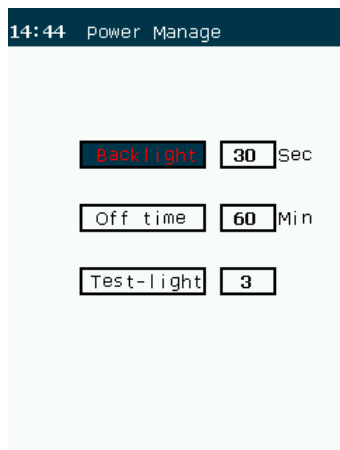 14:44 Power Manage
Backlight 30 Sec
Off time 60 Min
Test-light 3